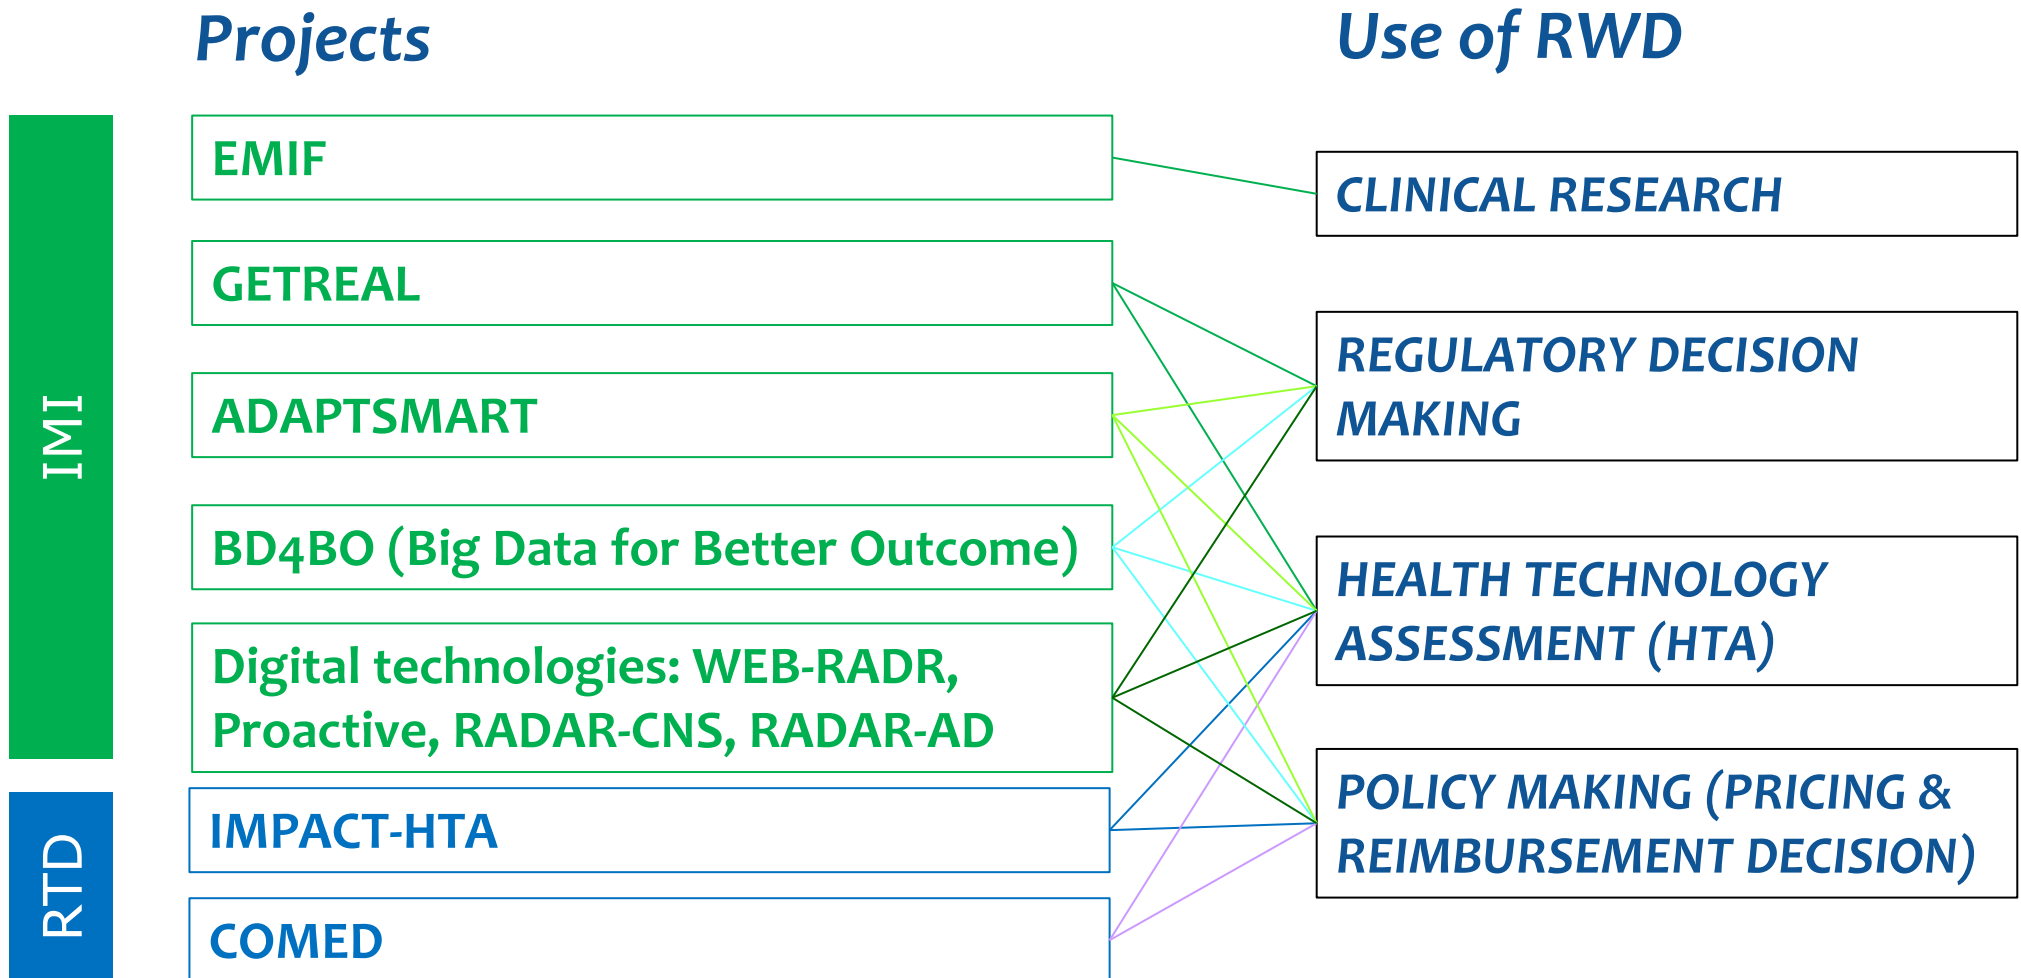 Projects
Use of RWD
IMI
EMIF
GETREAL
ADAPTSMART
BD4BO (Big Data for Better Outcome)
Digital technologies: WEB-RADR,
Proactive, RADAR-CNS, RADAR-AD
RTD
IMPACT-HTA
COMED
CLINICAL RESEARCH
REGULATORY DECISION
MAKING
HEALTH TECHNOLOGY
ASSESSMENT (HTA)
POLICY MAKING (PRICING &
REIMBURSEMENT DECISION)